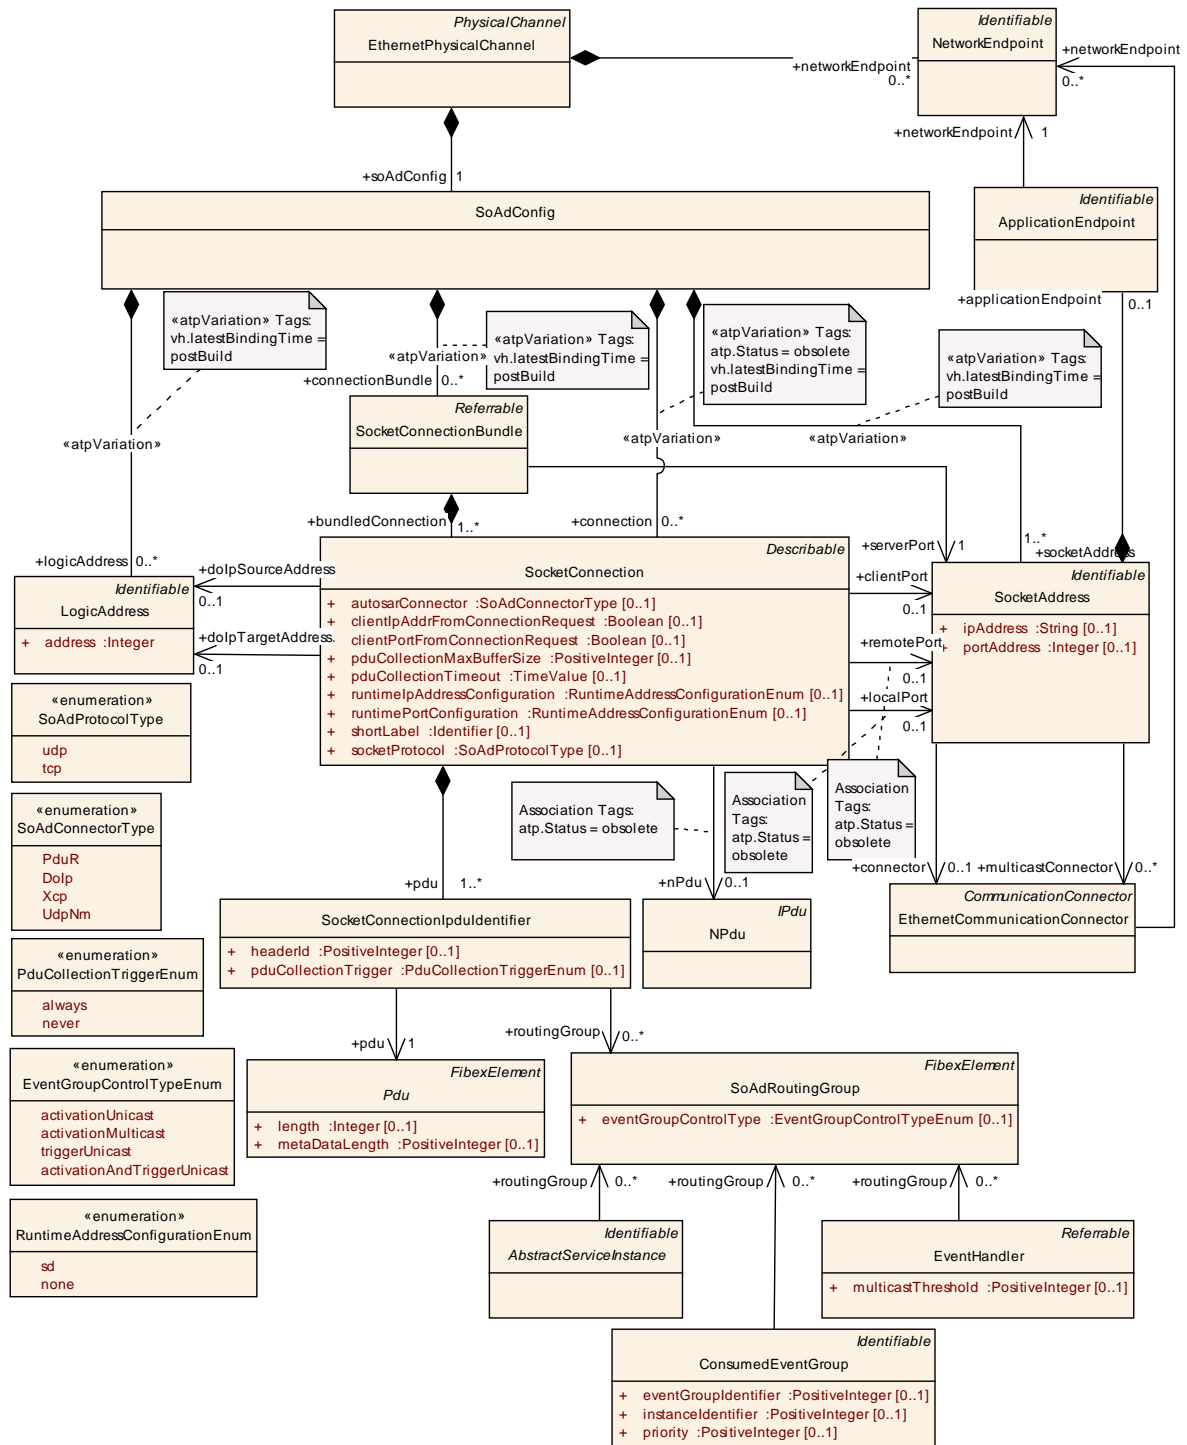 PhysicalChannel
EthernetPhysicalChannel
Identifiable
NetworkEndpoint
+networkEndpoint
0..*
+networkEndpoint
0..*
+networkEndpoint
1
+soAdConfig
1
SoAdConfig
Identifiable
ApplicationEndpoint
+applicationEndpoint
0..1
«atpVariation» Tags:
vh.latestBindingTime =
postBuild
«atpVariation» Tags:
vh.latestBindingTime =
postBuild
«atpVariation» Tags:
atp.Status = obsolete
vh.latestBindingTime =
postBuild
«atpVariation» Tags:
vh.latestBindingTime =
postBuild
«atpVariation»
+connectionBundle
0..*
Referrable
SocketConnectionBundle
«atpVariation»
«atpVariation»
«atpVariation»
+bundledConnection
1..*
+connection
0..*
+logicAddress
0..*
+serverPort
1
1..*
+socketAddress
Identifiable
LogicAddress
+ address :Integer
+doIpSourceAddress
0..1
+doIpTargetAddress
0..1
Describable
SocketConnection
+ autosarConnector :SoAdConnectorType [0..1]
+ clientIpAddrFromConnectionRequest :Boolean [0..1]
clientPortFromConnectionRequest :Boolean [0..1]
+ pduCollectionMaxBufferSize :PositiveInteger [0..1]
+ pduCollectionTimeout :TimeValue [0..1]
+ runtimeIpAddressConfiguration :RuntimeAddressConfigurationEnum [0..1]
+ runtimePortConfiguration :RuntimeAddressConfigurationEnum [0..1]
+ shortLabel :Identifier [0..1]
+ socketProtocol :SoAdProtocolType [0..1]
+clientPort
0..1
+remotePort
0..1
+localPort
0..1
Identifiable
SocketAddress
+ ipAddress :String [0..1]
+ portAddress :Integer [0..1]
«enumeration»
SoAdProtocolType
udp
tcp
«enumeration»
SoAdConnectorType
PduR
DoIp
Xcp
UdpNm
Association Tags:
atp.Status = obsolete
Association
Tags:
atp.Status =
obsolete
Association
Tags:
atp.Status =
obsolete
+pdu
1..*
+nPdu
0..1
+connector
0..1
+multicastConnector
0..*
SocketConnectionIpduIdentifier
+ headerId :PositiveInteger [0..1]
+ pduCollectionTrigger :PduCollectionTriggerEnum [0..1]
IPdu
NPdu
CommunicationConnector
EthernetCommunicationConnector
«enumeration»
PduCollectionTriggerEnum
always
never
+pdu
1
+routingGroup
0..*
«enumeration»
EventGroupControlTypeEnum
activationUnicast
activationMulticast
triggerUnicast
activationAndTriggerUnicast
FibexElement
Pdu
+ length :Integer [0..1]
+ metaDataLength :PositiveInteger [0..1]
FibexElement
SoAdRoutingGroup
+ eventGroupControlType :EventGroupControlTypeEnum [0..1]
+routingGroup
0..*
+routingGroup
0..*
+routingGroup
0..*
«enumeration»
RuntimeAddressConfigurationEnum
sd
none
Identifiable
AbstractServiceInstance
Referrable
EventHandler
+ multicastThreshold :PositiveInteger [0..1]
Identifiable
ConsumedEventGroup
+ eventGroupIdentifier :PositiveInteger [0..1]
+ instanceIdentifier :PositiveInteger [0..1]
+ priority :PositiveInteger [0..1]